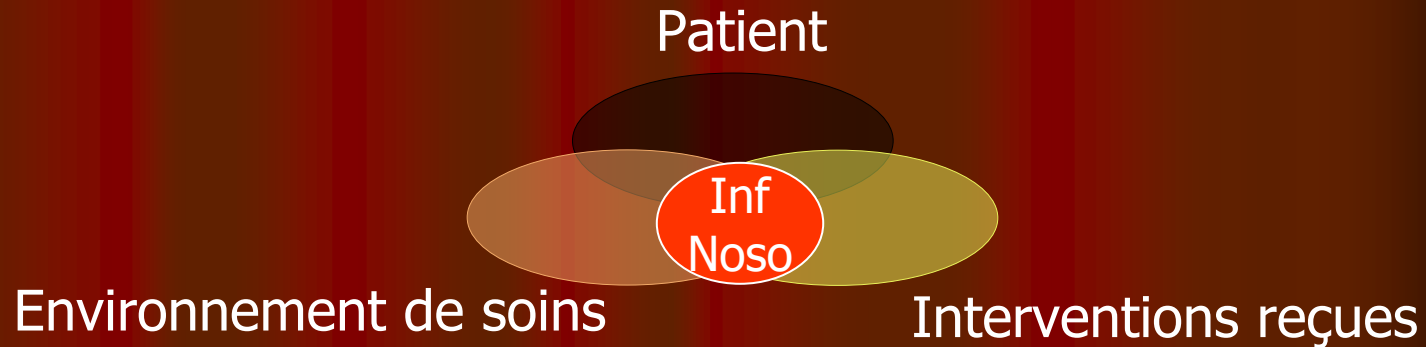 Patient
Inf
Noso
Environnement de soins
Interventions reçues